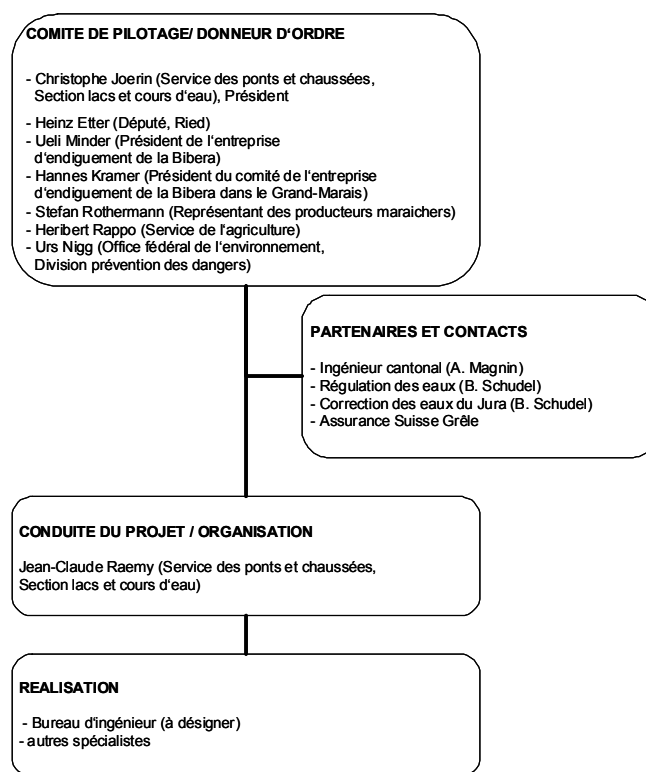 COMITE DE PILOTAGE/ DONNEUR D'ORDRE
- Christophe Joerin (Service des ponts et chaussées,
Section lacs et cours d'eau), Président
- Heinz Etter (Député, Ried)
- Ueli Minder (Président de l'entreprise
d'endiguement de la Bibera)
- Hannes Kramer (Président du comité de l'entreprise
d'endiguement de la Bibera dans le Grand-Marais)
- Stefan Rothermann (Représentant des producteurs maraichers)
- Heribert Rappo (Service de l'agriculture)
- Urs Nigg (Office fédéral de l'environnement,
Division prévention des dangers)
PARTENAIRES ET CONTACTS
- Ingénieur cantonal (A. Magnin)
- Régulation des eaux (B. Schudel)
- Correction des eaux du Jura (B. Schudel)
- Assurance Suisse Grêle
CONDUITE DU PROJET / ORGANISATION
Jean-Claude Raemy (Service des ponts et chaussées,
Section lacs et cours d'eau)
REALISATION
- Bureau d'ingénieur (à désigner)
- autres spécialistes